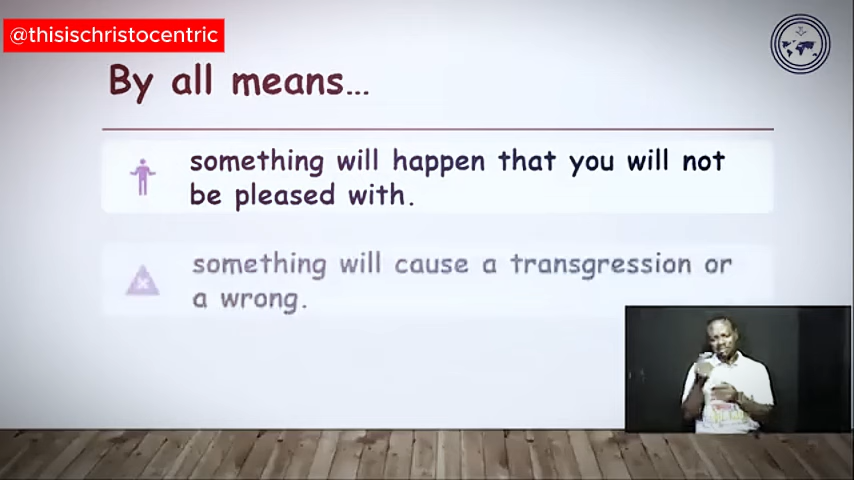 @thisischristocentric
By all means...
something will happen that you will not
be pleased with.
something will cause a transgression or
a wrong.